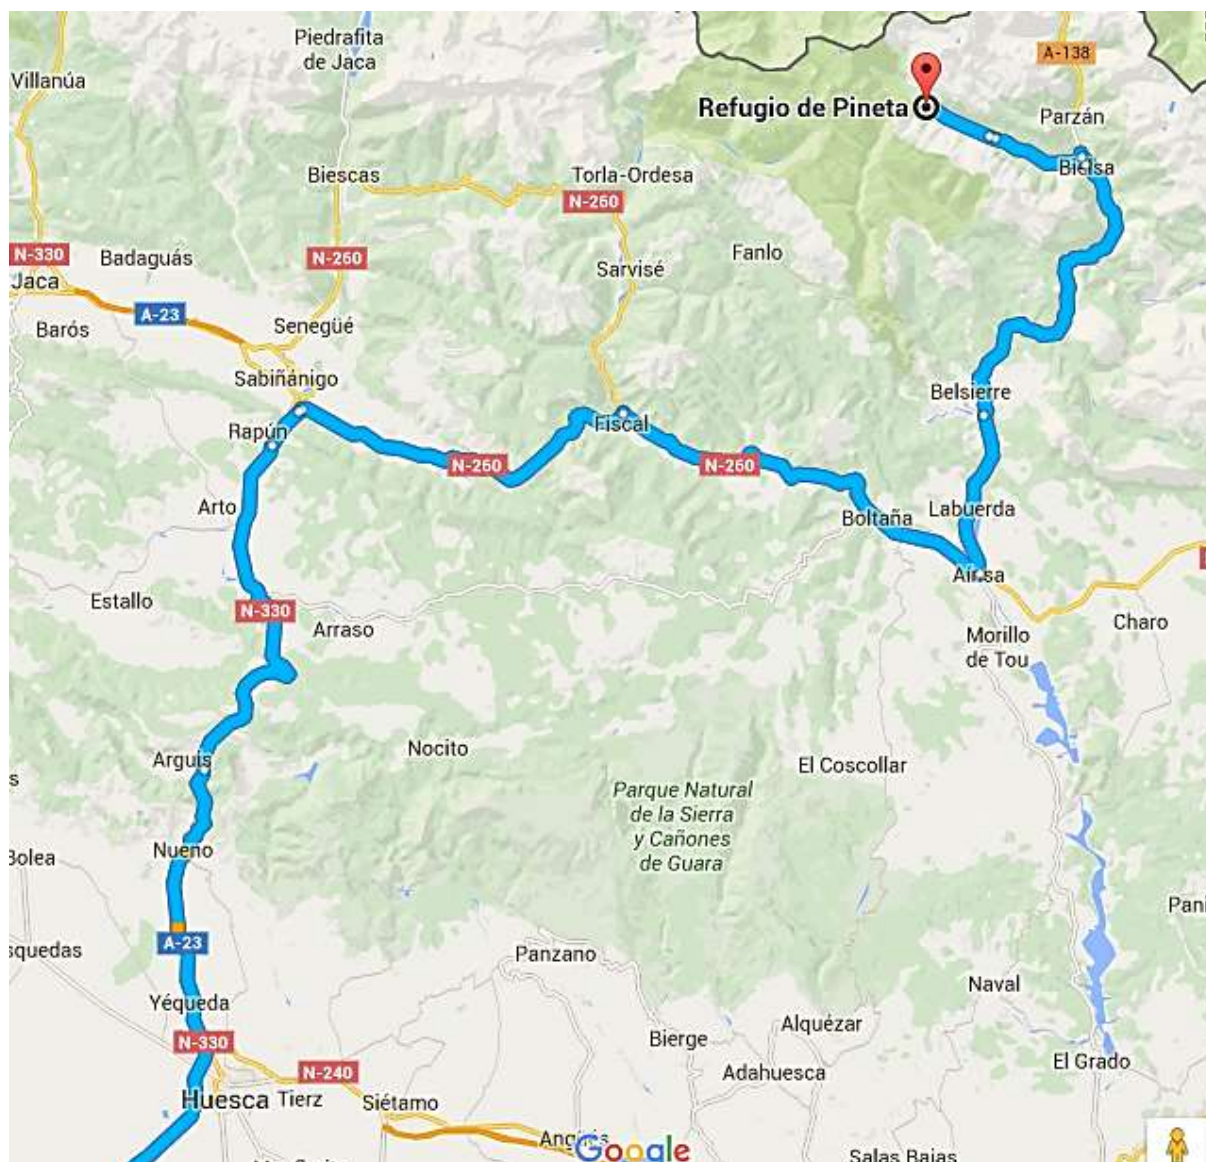 Piedrafita
de Jaca
A-138
Villanúa
Refugio de Pineta
Parzán
Bielsa
Biescas
Torla-Ordesa
N-260
N-330
Badaguás
N-260
Sarvisé
Fanlo
Jaca
A-23
Barós
Senegüé
Sabiñánigo
Belsierre
Rapún
Fiscal
N-260
N-260
Arto
Boltaña
Labuerda
Aínsa
Estallo
N-330
Arraso
Charo
Morillo
de Tou
Arguis
Nocito
El Coscollar
Parque Natural
de la Sierra
y Cañones
de Guara
Nueno
Bolea
Pani
squedas
A-23
Panzano
Yéqueda
Naval
N-330
Bierge
Alquézar
El Grado
N-240
Adahuesca
Huesca
Tierz
Siétamo
Google
Salas Bajas